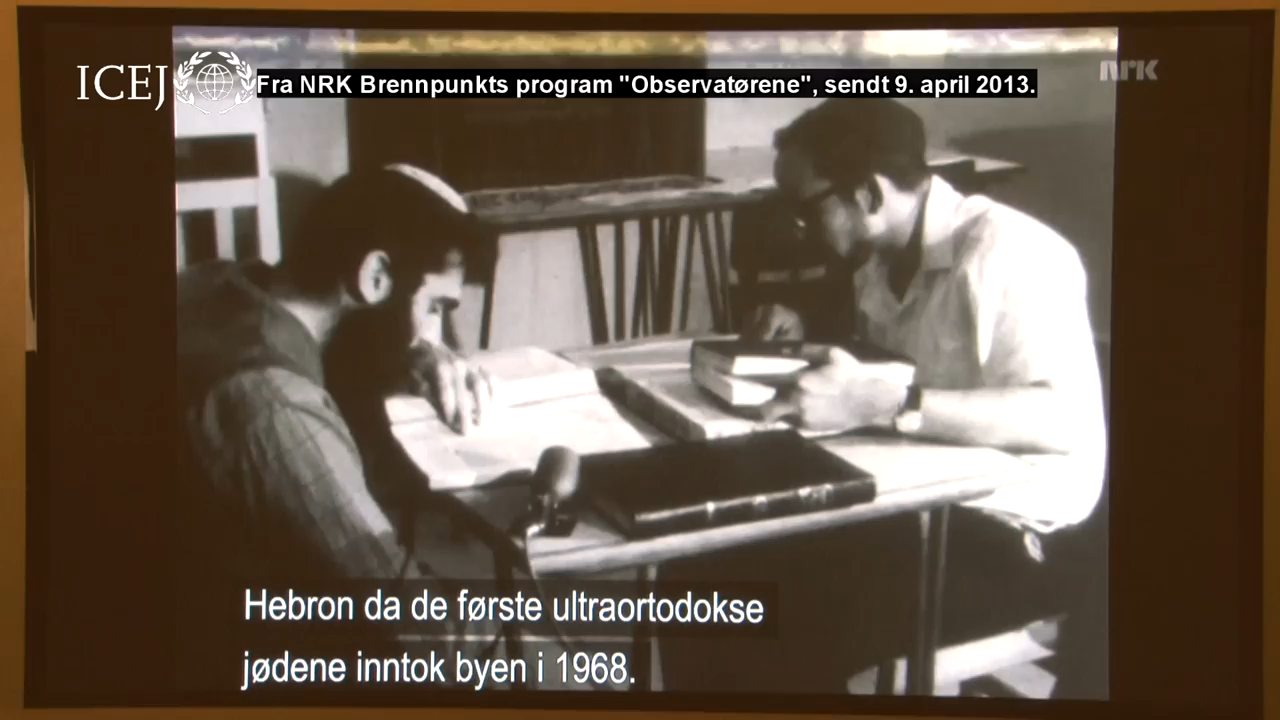 ICEJ
Fra NRK Brennpunkts program "Observatørene", sendt 9. april 2013.
nrk
Hebron da de første ultraortodokse
jødene inntok byen i 1968.